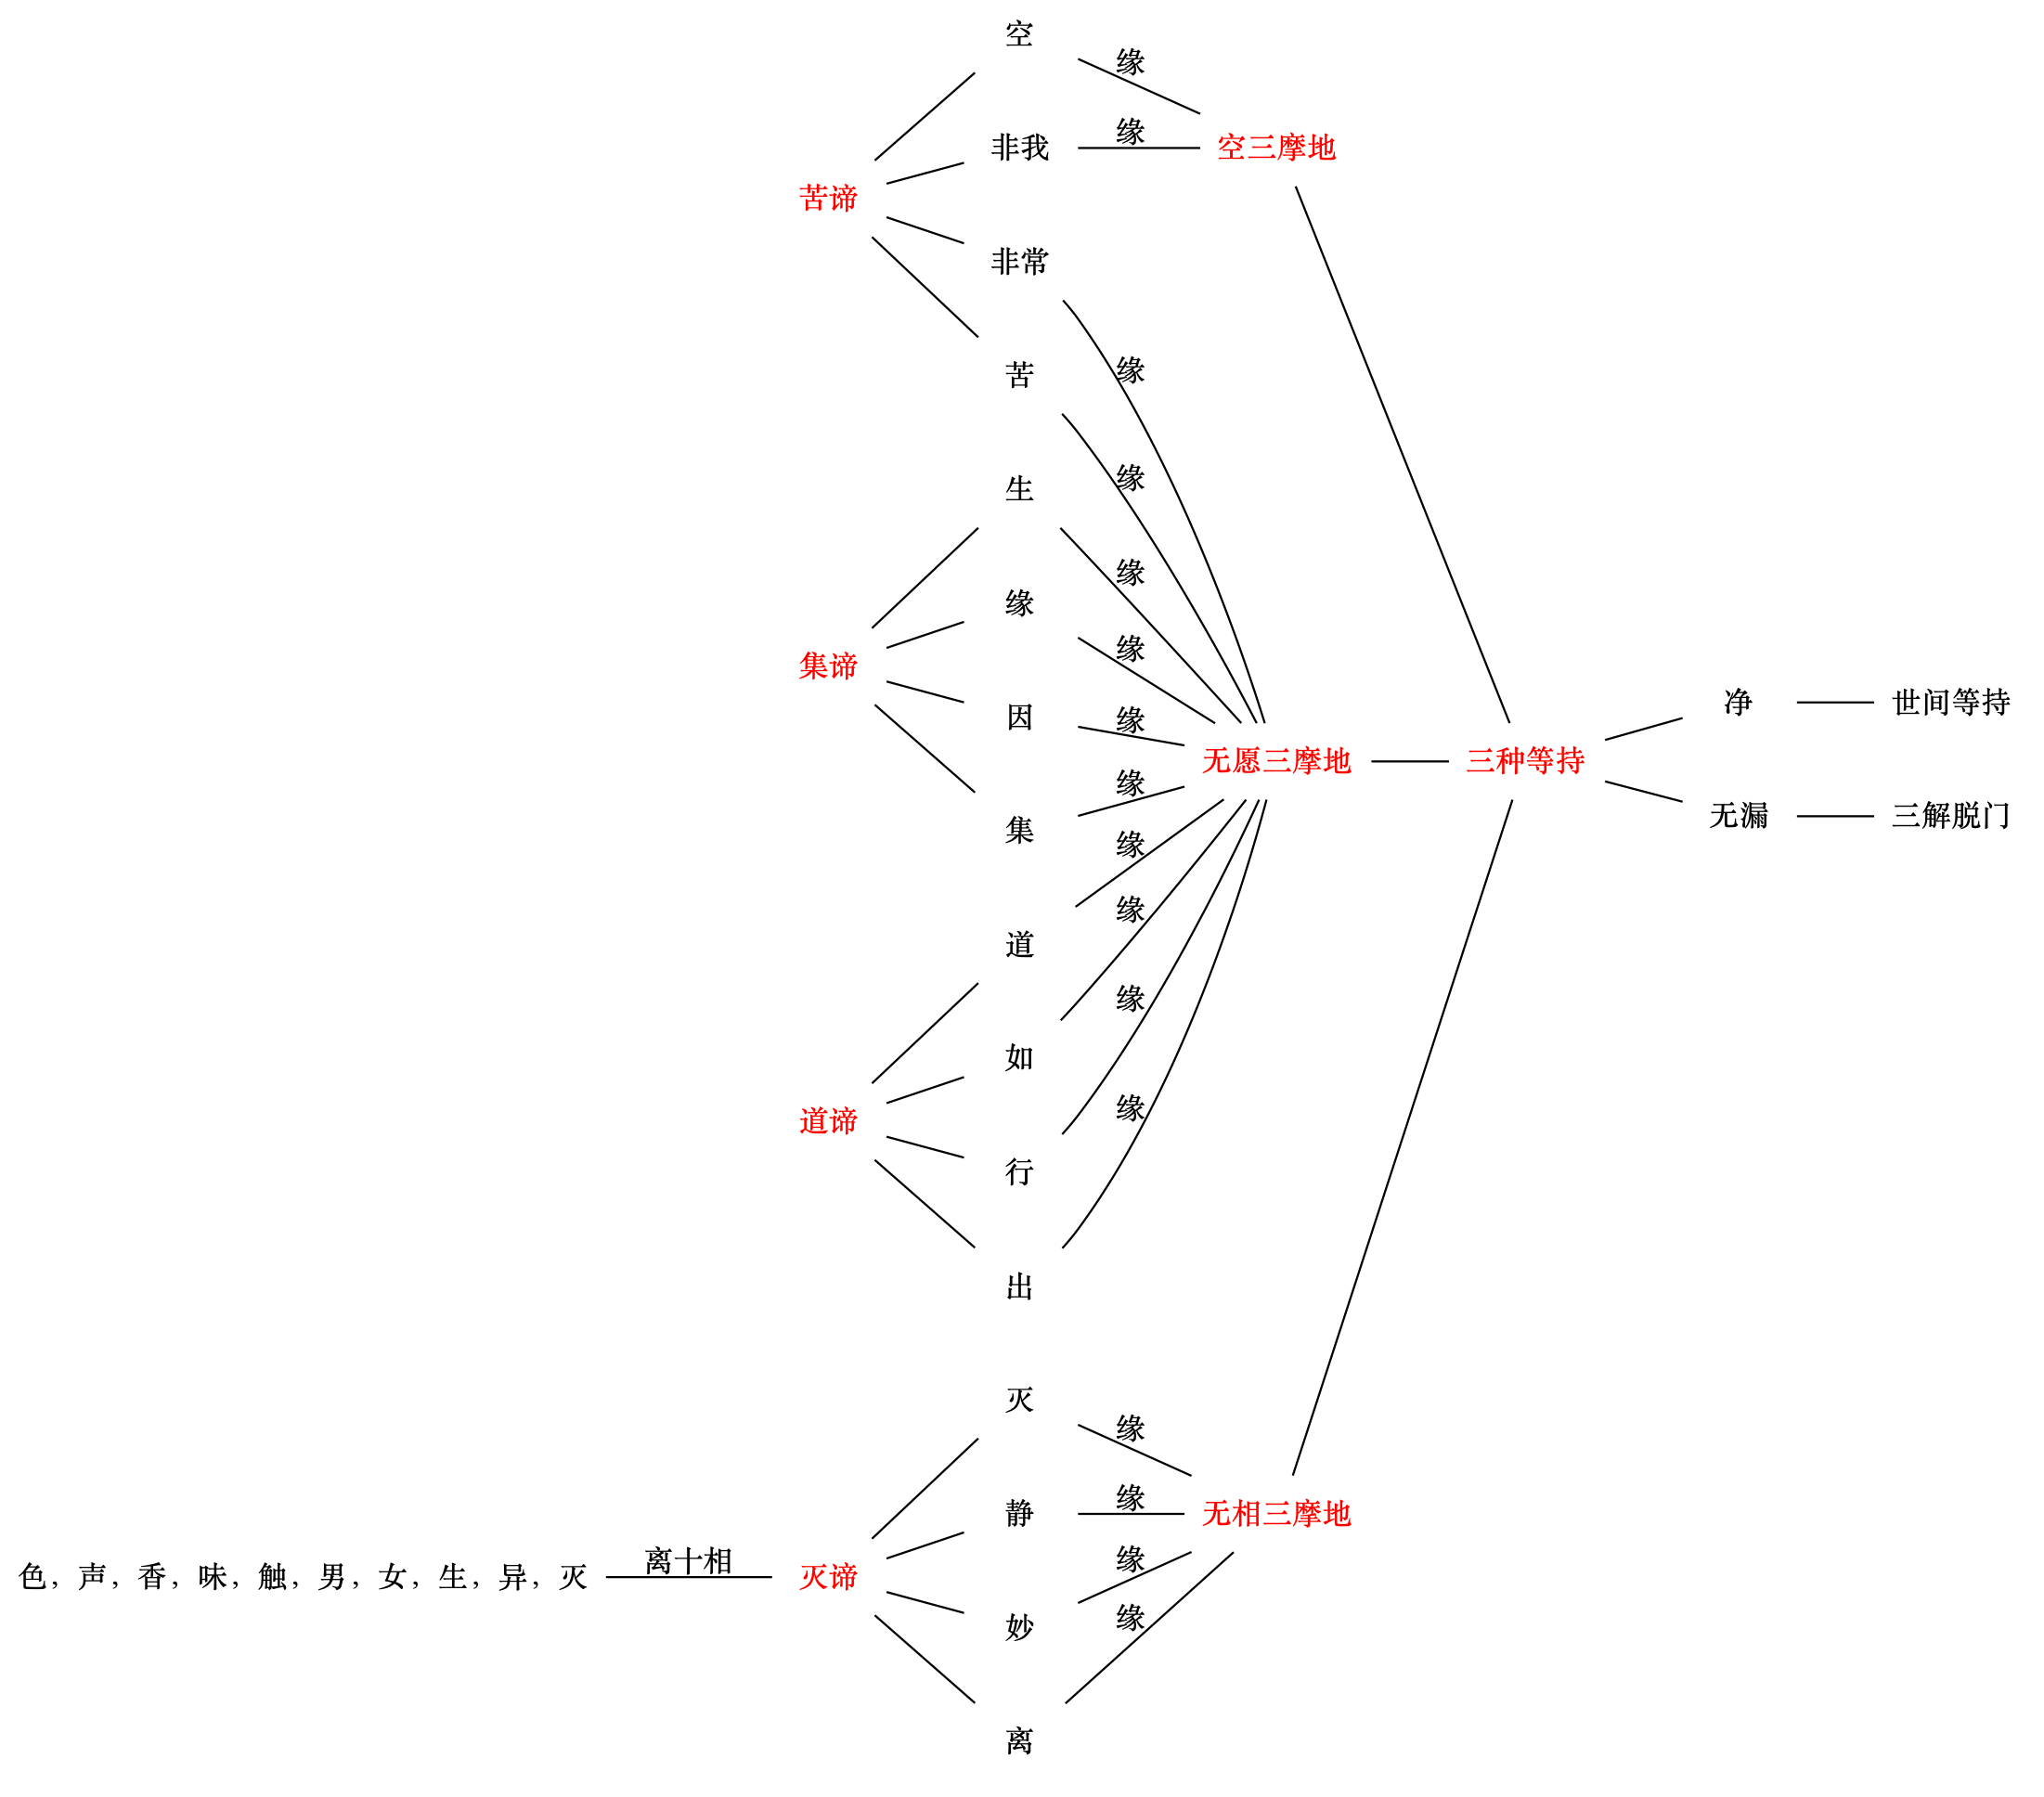 空
缘
非我
缘
空三摩地
苦谛
非常
缘
苦
缘
生
缘
缘
缘
集谛
因
缘
净
世间等持
无愿三摩地
三种等持
缘
集
无漏
三解脱门
缘
道
缘
如
缘
道谛
缘
行
出
灭
缘
静
缘
无相三摩地
色, 声, 香, 味, 触, 男, 女, 生, 异, 灭
离十相
灭谛
缘
妙
缘
离